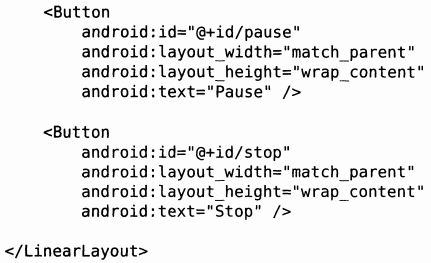 <Button
android:id="@+id/pause"
android:layout_width="match_parent"
android:layout_height="wrap_content"
android:text="Pause" />
<Button
android:id="@+id/stop"
android:layout_width="match_parent"
android:layout_height="wrap_content"
android:text="Stop" />
</LinearLayout>